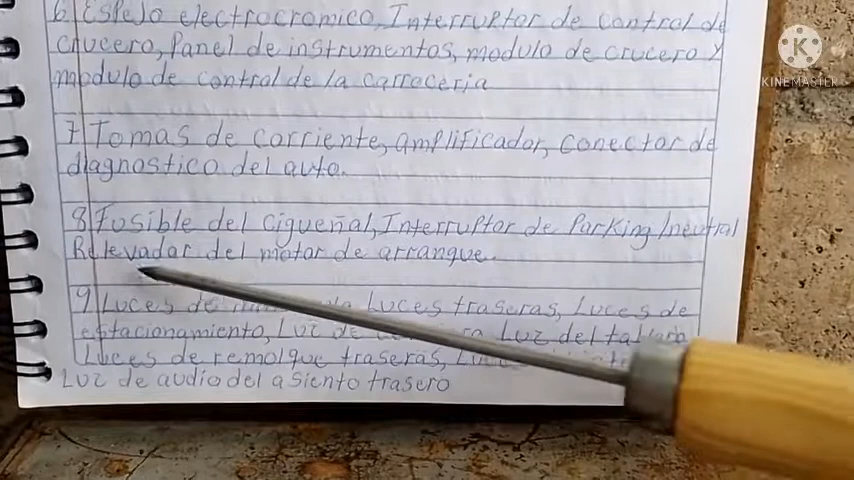 6 Espejo electrocromico, Interruptor de control de
crucero, Panel de instrumentos, modulo de crucero y
modulo de control de la carreceria
7 Tomas de corriente, amplificador, conector de
diagnostico del auto.
8 Fusible del cigueñal, Interruptor de Parking/neutral
Relevador del motor de arranque.
9 Luces de Luces traseras, Luces de
estacionamiento, Luz de Luz del
Luces de remolque traseras,
Luz de audio del asiento trasero
KINEMASTER